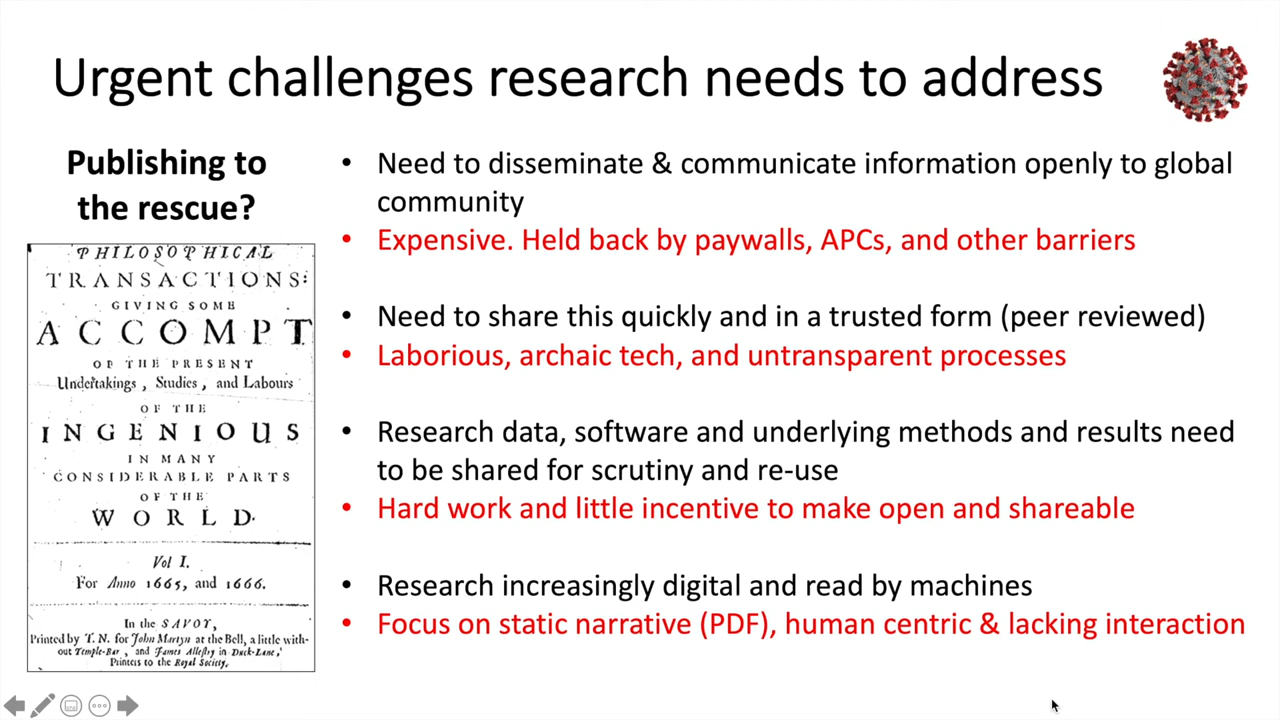 Urgent challenges research needs to address
Publishing to
the rescue?
PHILOSOPHICAL
TRANSACTIONS:
GIVING SOME
ACCOMPT
OF THE PRESENT
Undertakings, Studies, and Labours
OF THE
INGENIOUS
IN MANY
CONSIDERABLE PARTS
OF THE
WORLD.
Vol I.
For Anno 1665, and 1666.
In the SAVOY,
Printed by T. N. for John Martyn at the Bell, a little with-
out Temple-Bar, and James Allestry in Duck-Lane,
Printers to the Royal Society.
• Need to disseminate & communicate information openly to global
community
• Expensive. Held back by paywalls, APCs, and other barriers
• Need to share this quickly and in a trusted form (peer reviewed)
• Laborious, archaic tech, and untransparent processes
• Research data, software and underlying methods and results need
to be shared for scrutiny and re-use
• Hard work and little incentive to make open and shareable
• Research increasingly digital and read by machines
• Focus on static narrative (PDF), human centric & lacking interaction